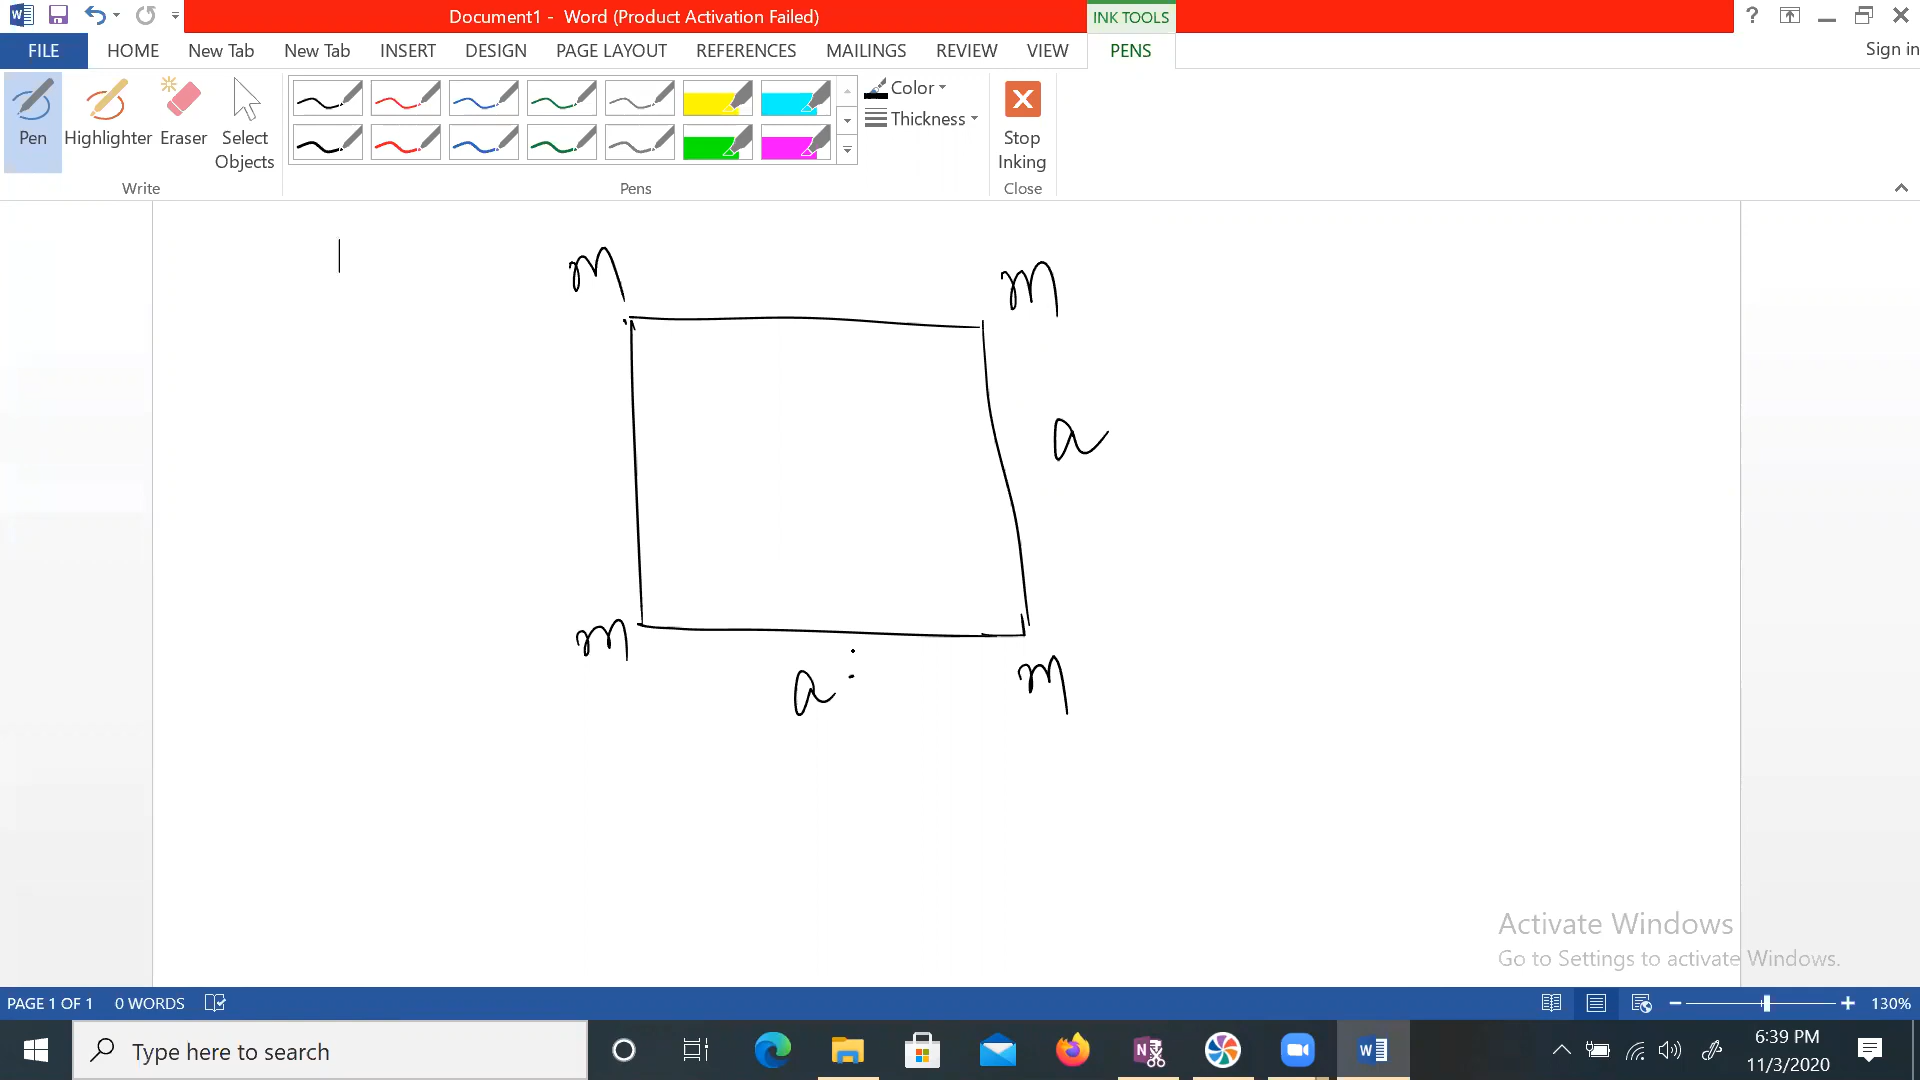 Document1 - Word (Product Activation Failed)
INK TOOLS
?
FILE HOME New Tab New Tab INSERT DESIGN PAGE LAYOUT REFERENCES MAILINGS REVIEW VIEW PENS Sign in
Pen Highlighter Eraser Select Objects
Color
Thickness
Stop Inking
Write Pens Close
m m
a
m m
a
Activate Windows
Go to Settings to activate Windows.
PAGE 1 OF 1 0 WORDS 130%
Type here to search
6:39 PM
11/3/2020